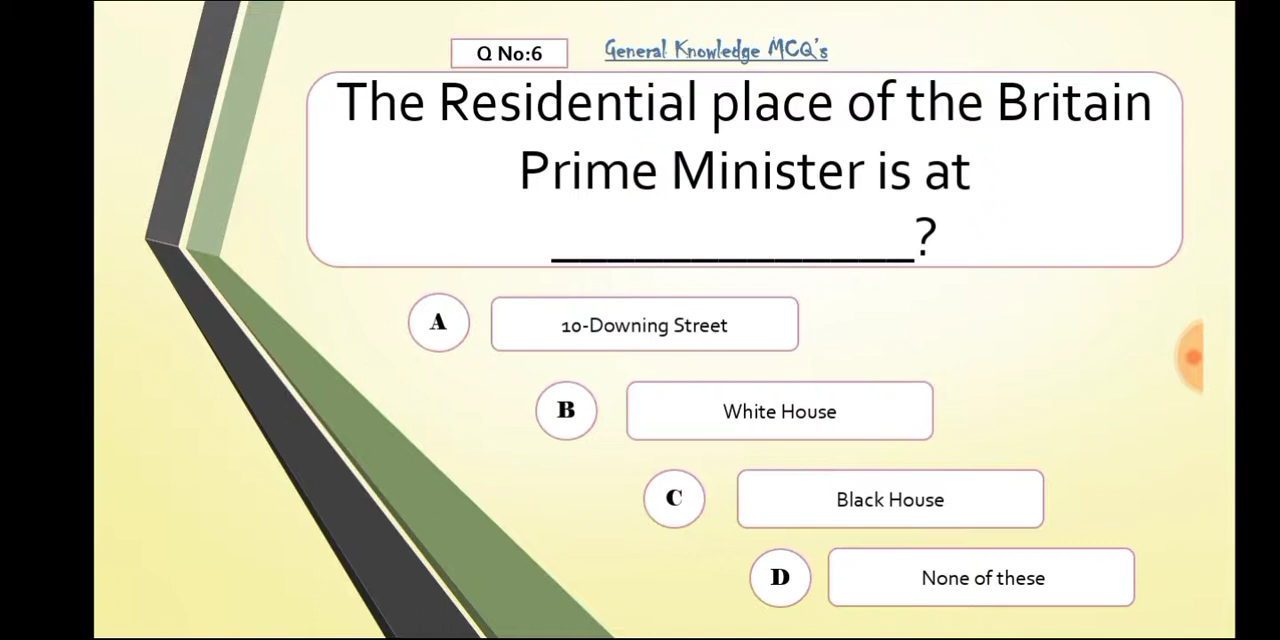 Q No:6
General Knowledge MCQ's
The Residential place of the Britain
Prime Minister is at
______________?
A
10-Downing Street
B
White House
C
Black House
D
None of these